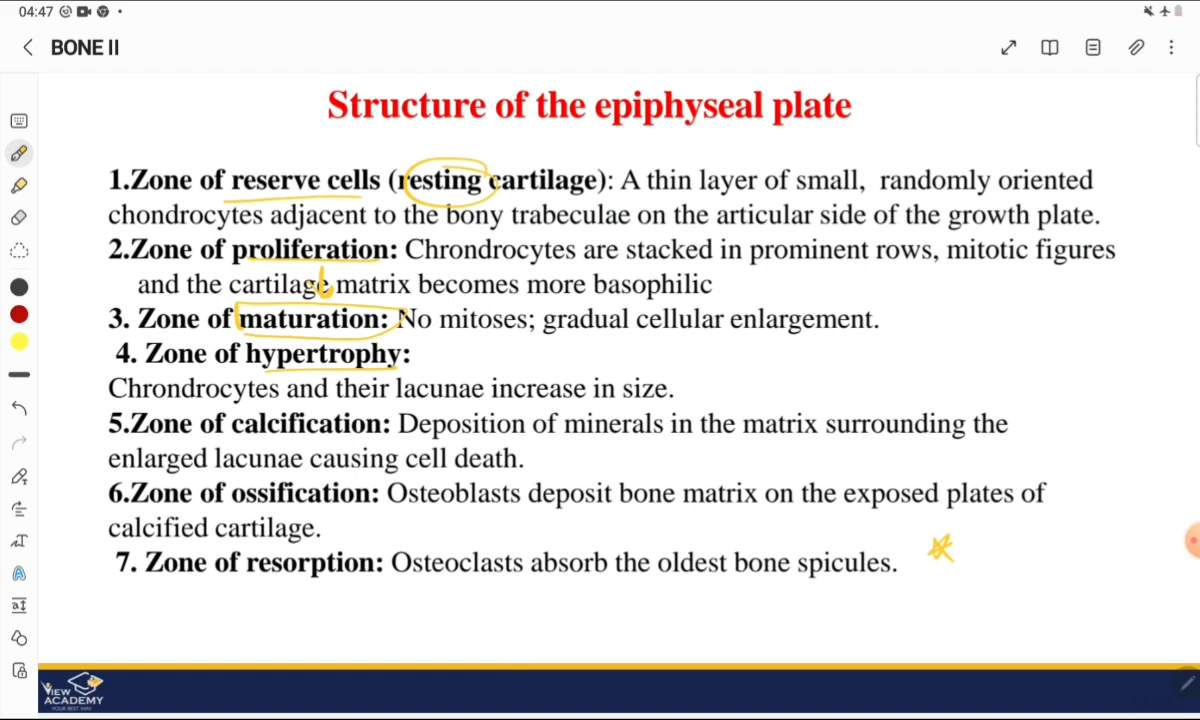 04:47
BONE II
Structure of the epiphyseal plate
1.Zone of reserve cells (resting cartilage): A thin layer of small, randomly oriented
chondrocytes adjacent to the bony trabeculae on the articular side of the growth plate.
2.Zone of proliferation: Chrondrocytes are stacked in prominent rows, mitotic figures
and the cartilage matrix becomes more basophilic
3. Zone of maturation: No mitoses; gradual cellular enlargement.
4. Zone of hypertrophy:
Chrondrocytes and their lacunae increase in size.
5.Zone of calcification: Deposition of minerals in the matrix surrounding the
enlarged lacunae causing cell death.
6.Zone of ossification: Osteoblasts deposit bone matrix on the exposed plates of
calcified cartilage.
7. Zone of resorption: Osteoclasts absorb the oldest bone spicules.
VIEW
ACADEMY
YOUR BEST WAY